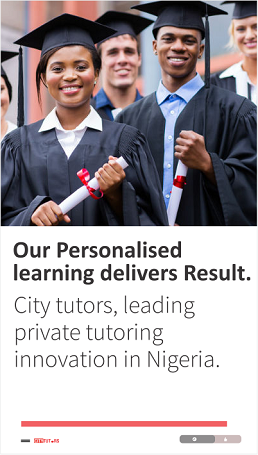 Our Personalised
learning delivers Result.
City tutors, leading
private tutoring
innovation in Nigeria.